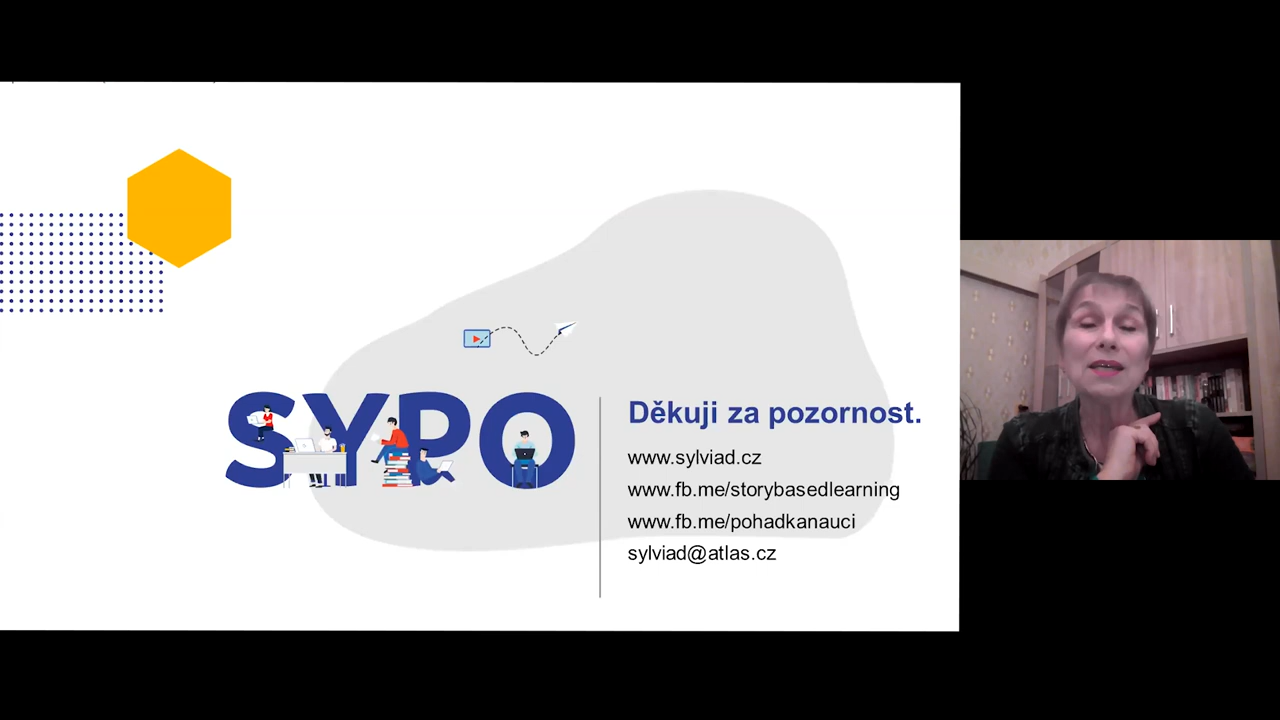 SYPO
Děkuji za pozornost.
www.sylviad.cz
www.fb.me/storybasedlearning
www.fb.me/pohadkanauci
sylviad@atlas.cz